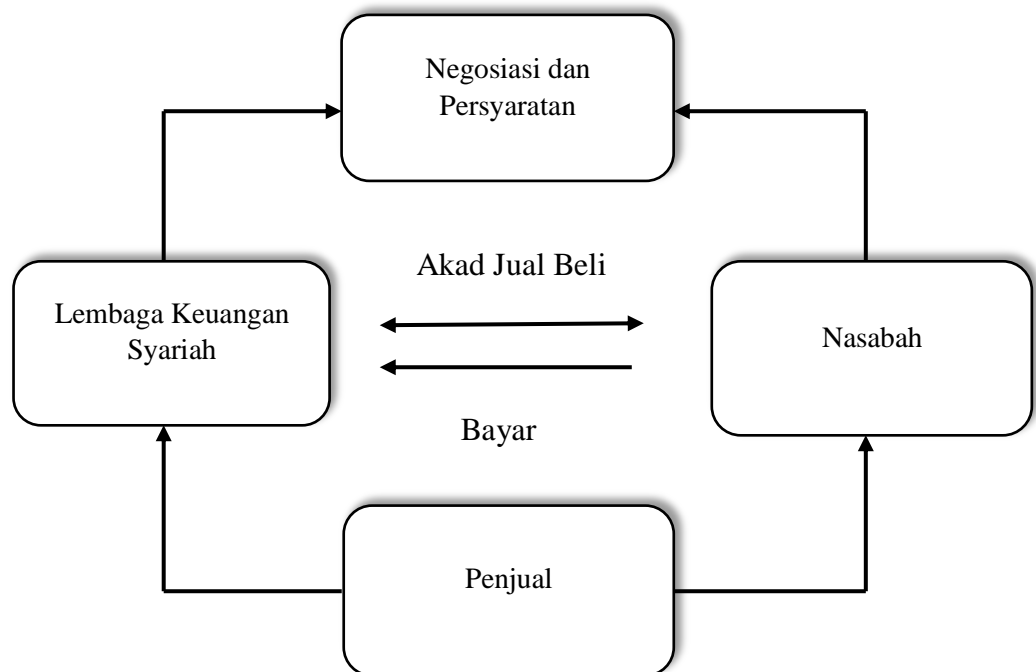 Negosiasi dan
Persyaratan
Akad Jual Beli
Lembaga Keuangan
Syariah
Nasabah
Bayar
Penjual